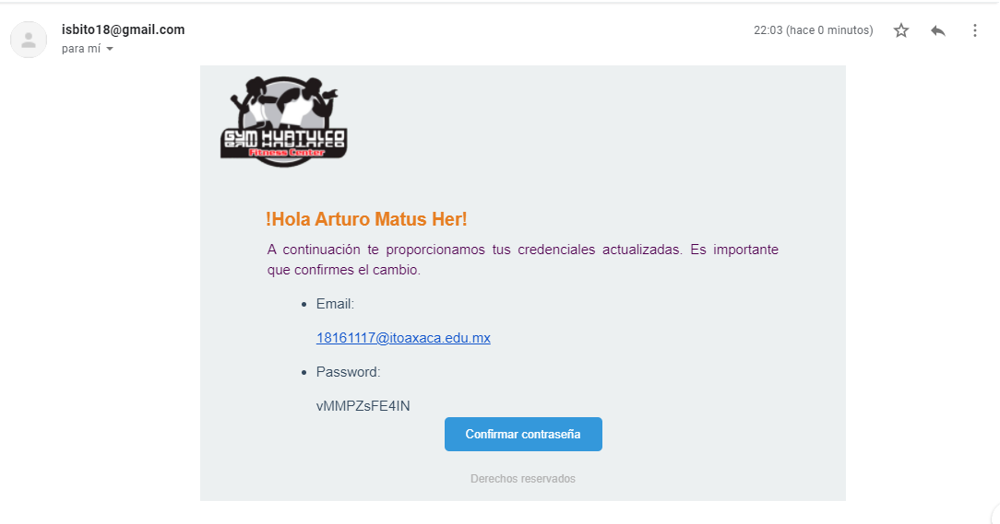 isbito18@gmail.com
22:03 (hace 0 minutos)
para mí
GYM HUATULCO
Fitness Center
!Hola Arturo Matus Her!
A continuación te proporcionamos tus credenciales actualizadas. Es importante
que confirmes el cambio.
Email:
18161117@itoaxaca.edu.mx
Password:
vMMPZsFE4IN
Confirmar contraseña
Derechos reservados